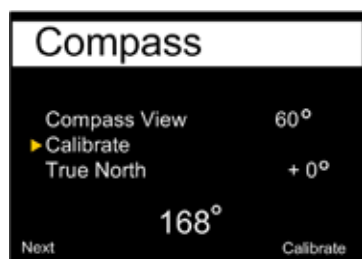 Compass
Compass View 60°
Calibrate
True North + 0°
168°
Next Calibrate